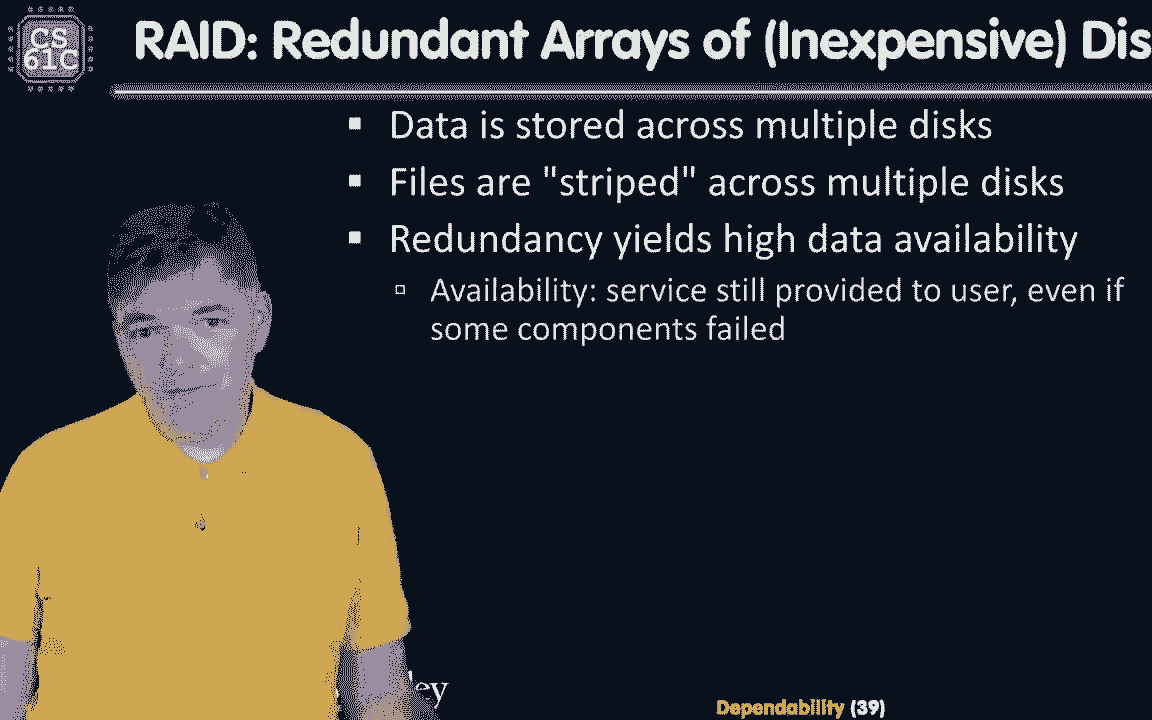 CS
61C
RAID: Redundant Arrays of (Inexpensive) Dis
▪ Data is stored across multiple disks
▪ Files are "striped" across multiple disks
▪ Redundancy yields high data availability
▫ Availability: service still provided to user, even if
some components failed
ley
Dependability (39)